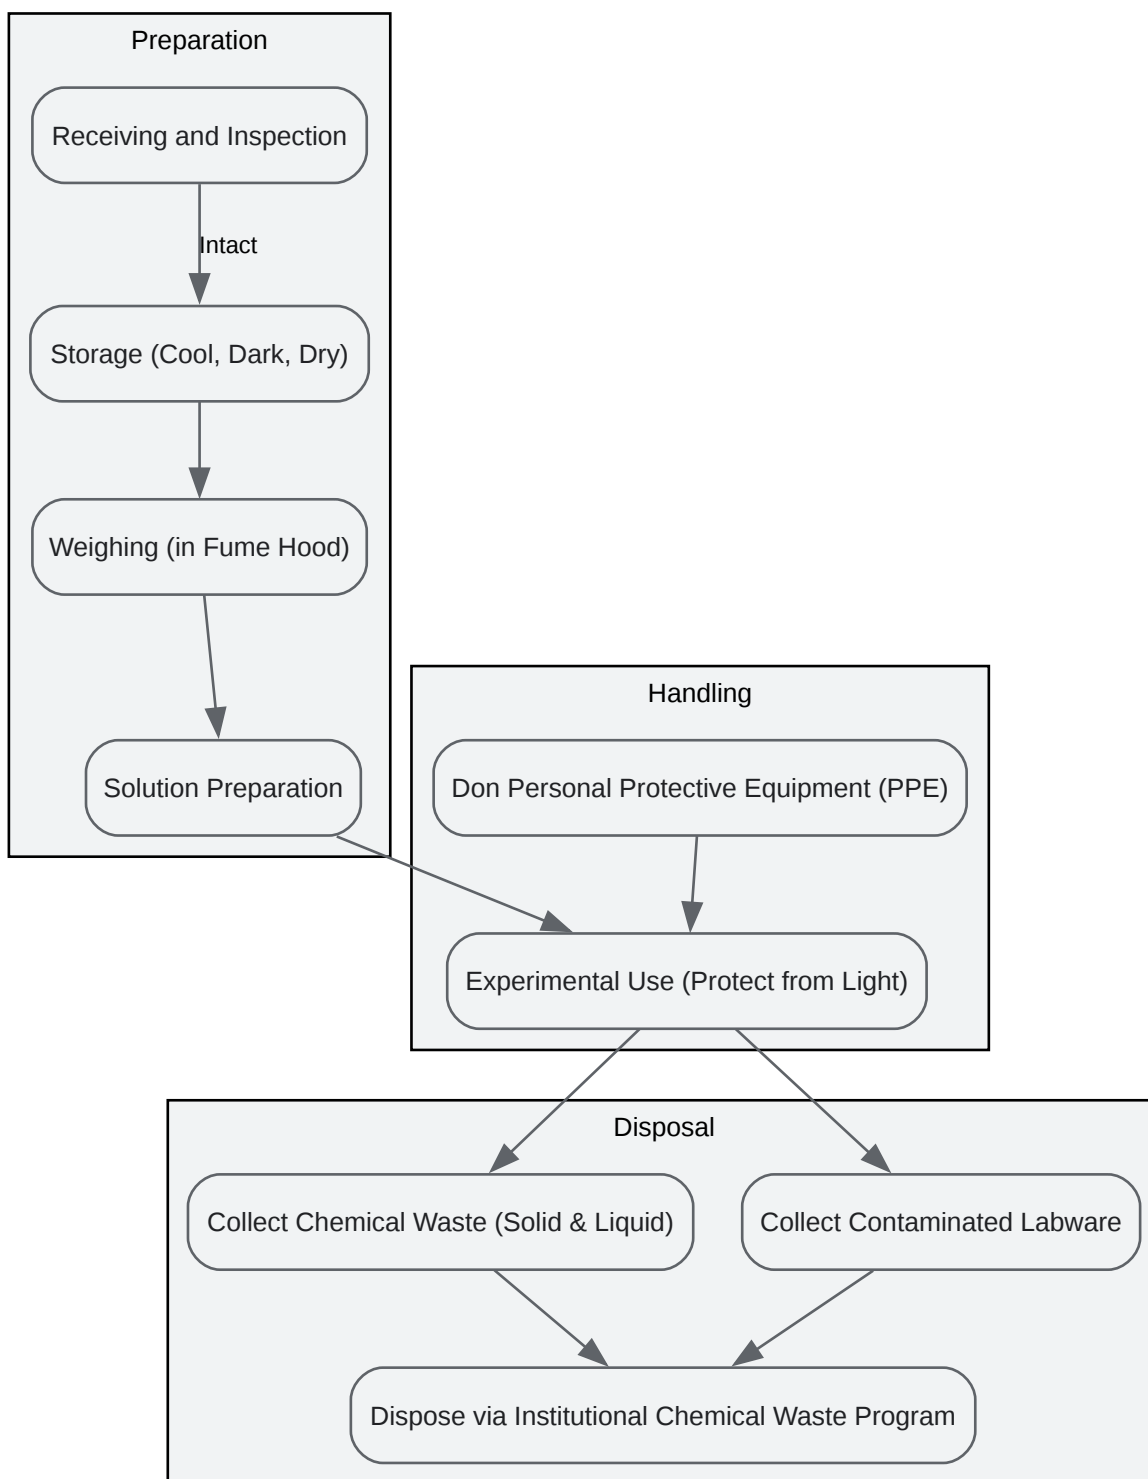 Preparation
Receiving and Inspection
Intact
Storage (Cool, Dark, Dry)
Weighing (in Fume Hood)
Solution Preparation
Handling
Don Personal Protective Equipment (PPE)
Experimental Use (Protect from Light)
Disposal
Collect Chemical Waste (Solid & Liquid)
Collect Contaminated Labware
Dispose via Institutional Chemical Waste Program